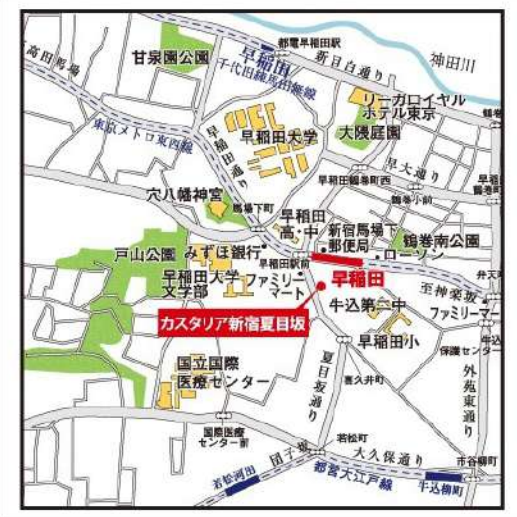 都電早稲田駅
神田川
甘泉園公園
早稲田
新目白通り
至高田馬場
リーガロイヤル
ホテル東京
早稲田大学
大隈庭園
東京メトロ東西線
早稲田通り
早大通り
早稲田鶴巻町西
鶴巻小前
穴八幡神宮
馬場下町
早稲田
高・中
新宿馬場下
郵便局
鶴巻南公園
ローソン
戸山公園
みずほ銀行
早稲田駅前
早稲田
早稲田大学
文学部
ファミリー
マート
弁天町
至神楽坂
ファミリーマー
カスタリア新宿夏目坂
牛込第二中
早稲田小
牛込
保護センター
国立国際
医療センター
夏目坂通り
喜久井町
外苑東通り
国際医療
センター前
若松町
団子坂
大久保通り
市谷柳町
若松河田
都営大江戸線
牛込柳町